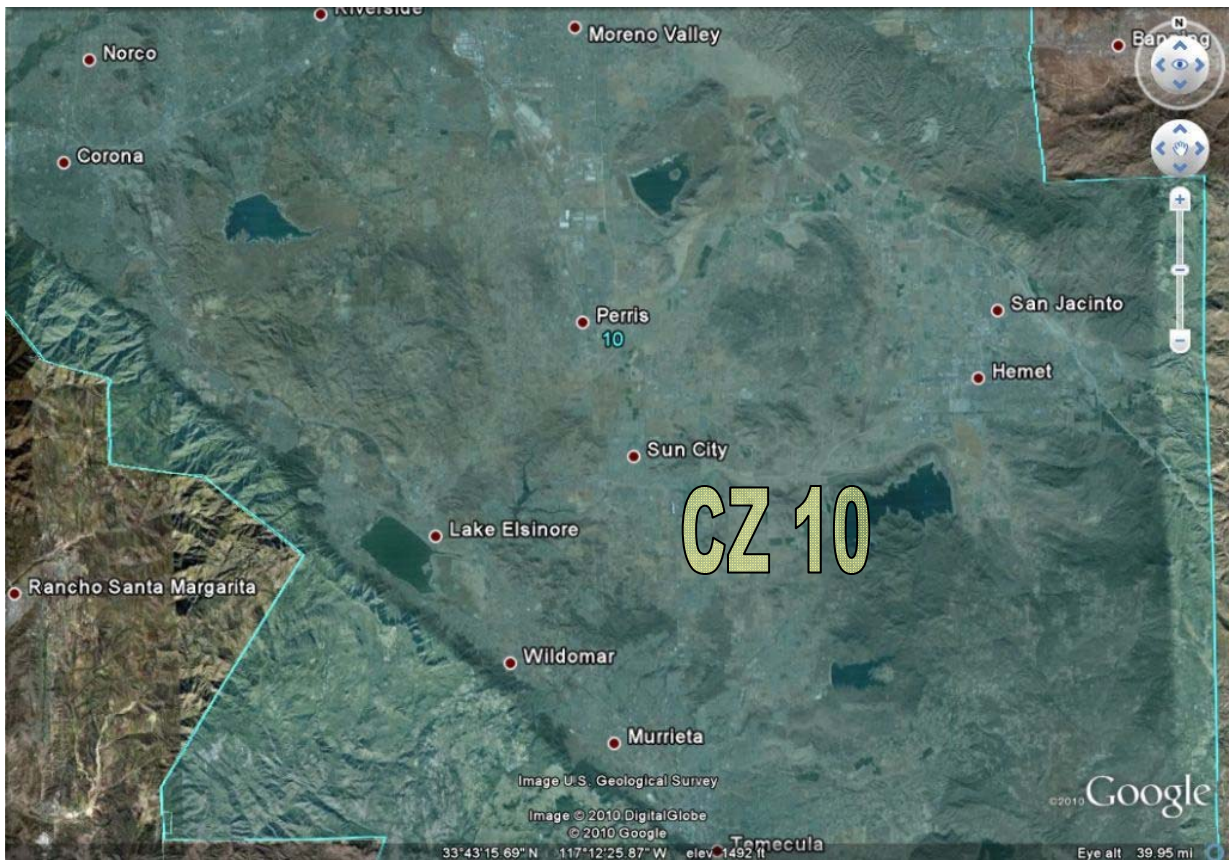 Riverside
Moreno Valley
N
Banning
Norco
Corona
Perris
10
San Jacinto
Hemet
Sun City
CZ 10
Lake Elsinore
Rancho Santa Margarita
Wildomar
Murrieta
Image U.S. Geological Survey
©2010 Google
Image © 2010 DigitalGlobe
© 2010 Google
Temecula
33°43'15.69" N 117°12'25.87" W elev 1492 ft Eye alt 39.95 mi